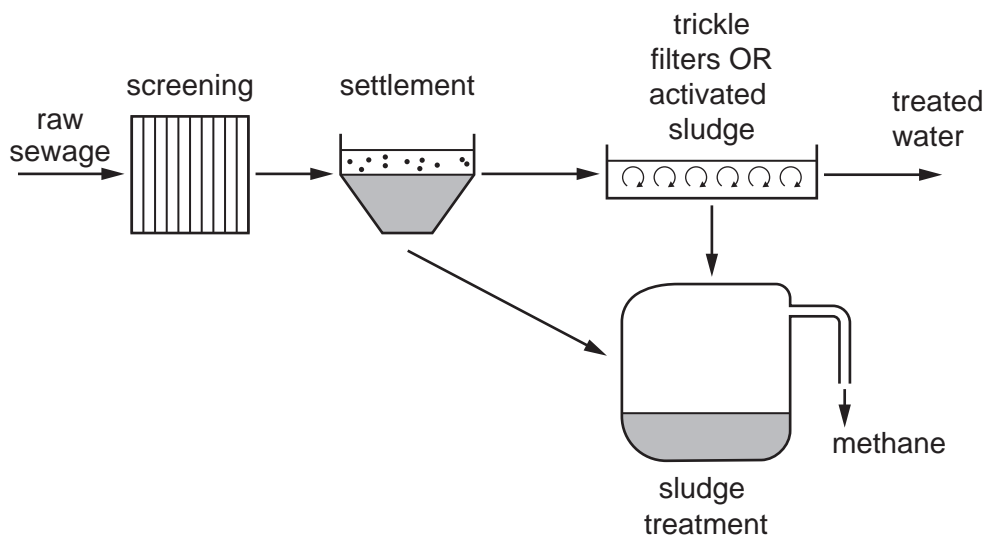 raw
sewage
screening
settlement
trickle
filters OR
activated
sludge
treated
water
methane
sludge
treatment